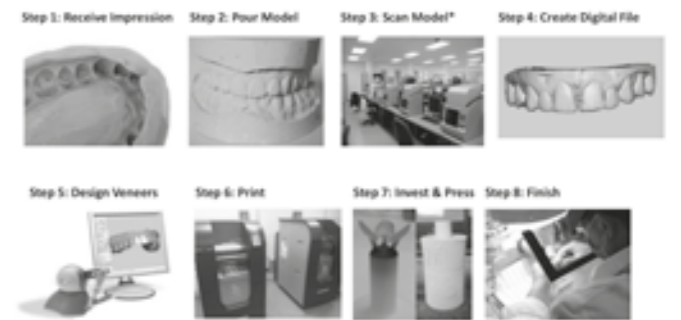 Step 1: Receive Impression
Step 2: Pour Model
Step 3: Scan Model*
Step 4: Create Digital File
Step 5: Design Veneers
Step 6: Print
Step 7: Invest & Press
Step 8: Finish